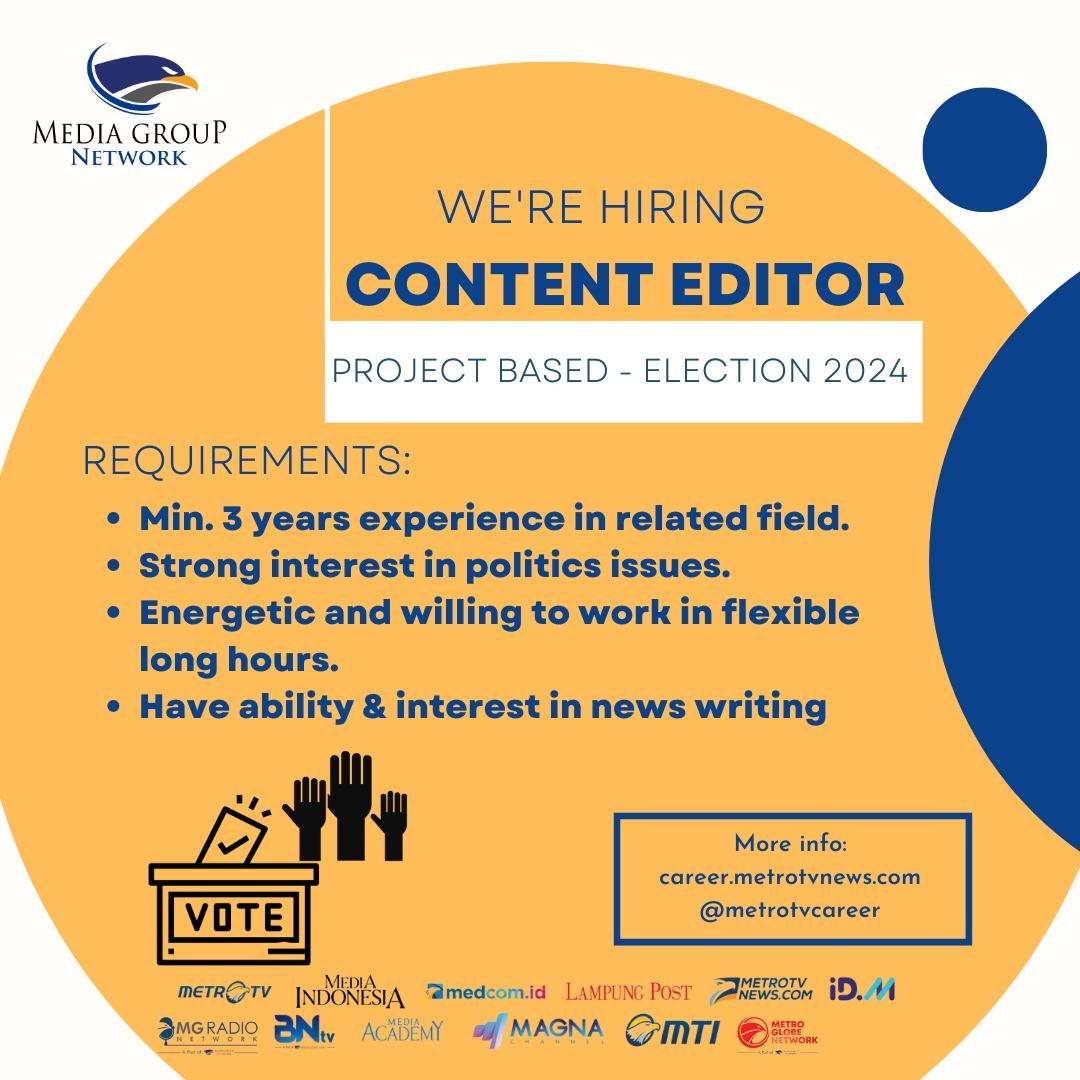 MEDIA GROUP
NETWORK
WE'RE HIRING
CONTENT EDITOR
PROJECT BASED - ELECTION 2024
REQUIREMENTS:
• Min. 3 years experience in related field.
• Strong interest in politics issues.
• Energetic and willing to work in flexible
long hours.
• Have ability & interest in news writing
VOTE
More info:
career.metrotvnews.com
@metrotvcareer
METRO TV
MEDIA
INDONESIA
medcom.id
LAMPUNG POST
METROTV
NEWS.COM
iD.M
MG RADIO
NETWORK
BNtv
MEDIA
ACADEMY
MAGNA
CHANNEL
MTI
METRO
GLOBE
NETWORK